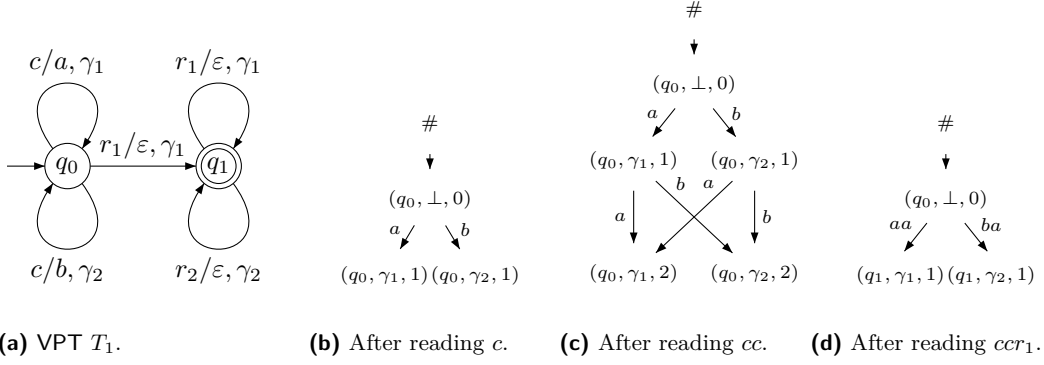 c/a, γ₁
r₁/ε, γ₁
q₀
r₁/ε, γ₁
q₁
c/b, γ₂
r₂/ε, γ₂
(a) VPT T₁.
#
(q₀, ⊥, 0)
a b
(q₀, γ₁, 1) (q₀, γ₂, 1)
(b) After reading c.
#
(q₀, ⊥, 0)
a b
(q₀, γ₁, 1) (q₀, γ₂, 1)
a b a b
(q₀, γ₁, 2) (q₀, γ₂, 2)
(c) After reading cc.
#
(q₀, ⊥, 0)
aa ba
(q₁, γ₁, 1) (q₁, γ₂, 1)
(d) After reading ccr₁.